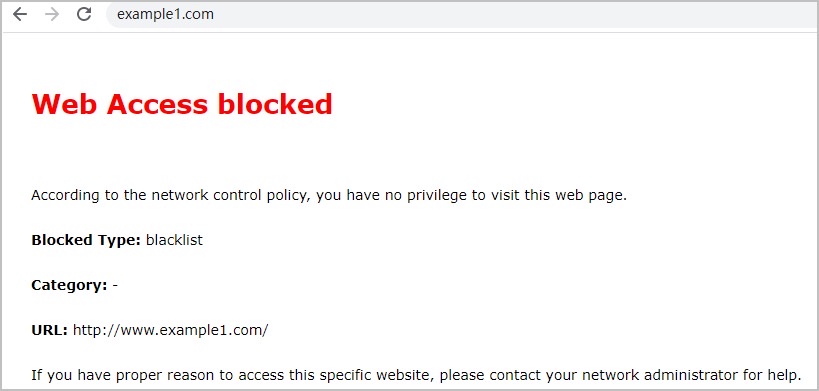 example1.com
Web Access blocked
According to the network control policy, you have no privilege to visit this web page.
Blocked Type: blacklist
Category: -
URL: http://www.example1.com/
If you have proper reason to access this specific website, please contact your network administrator for help.